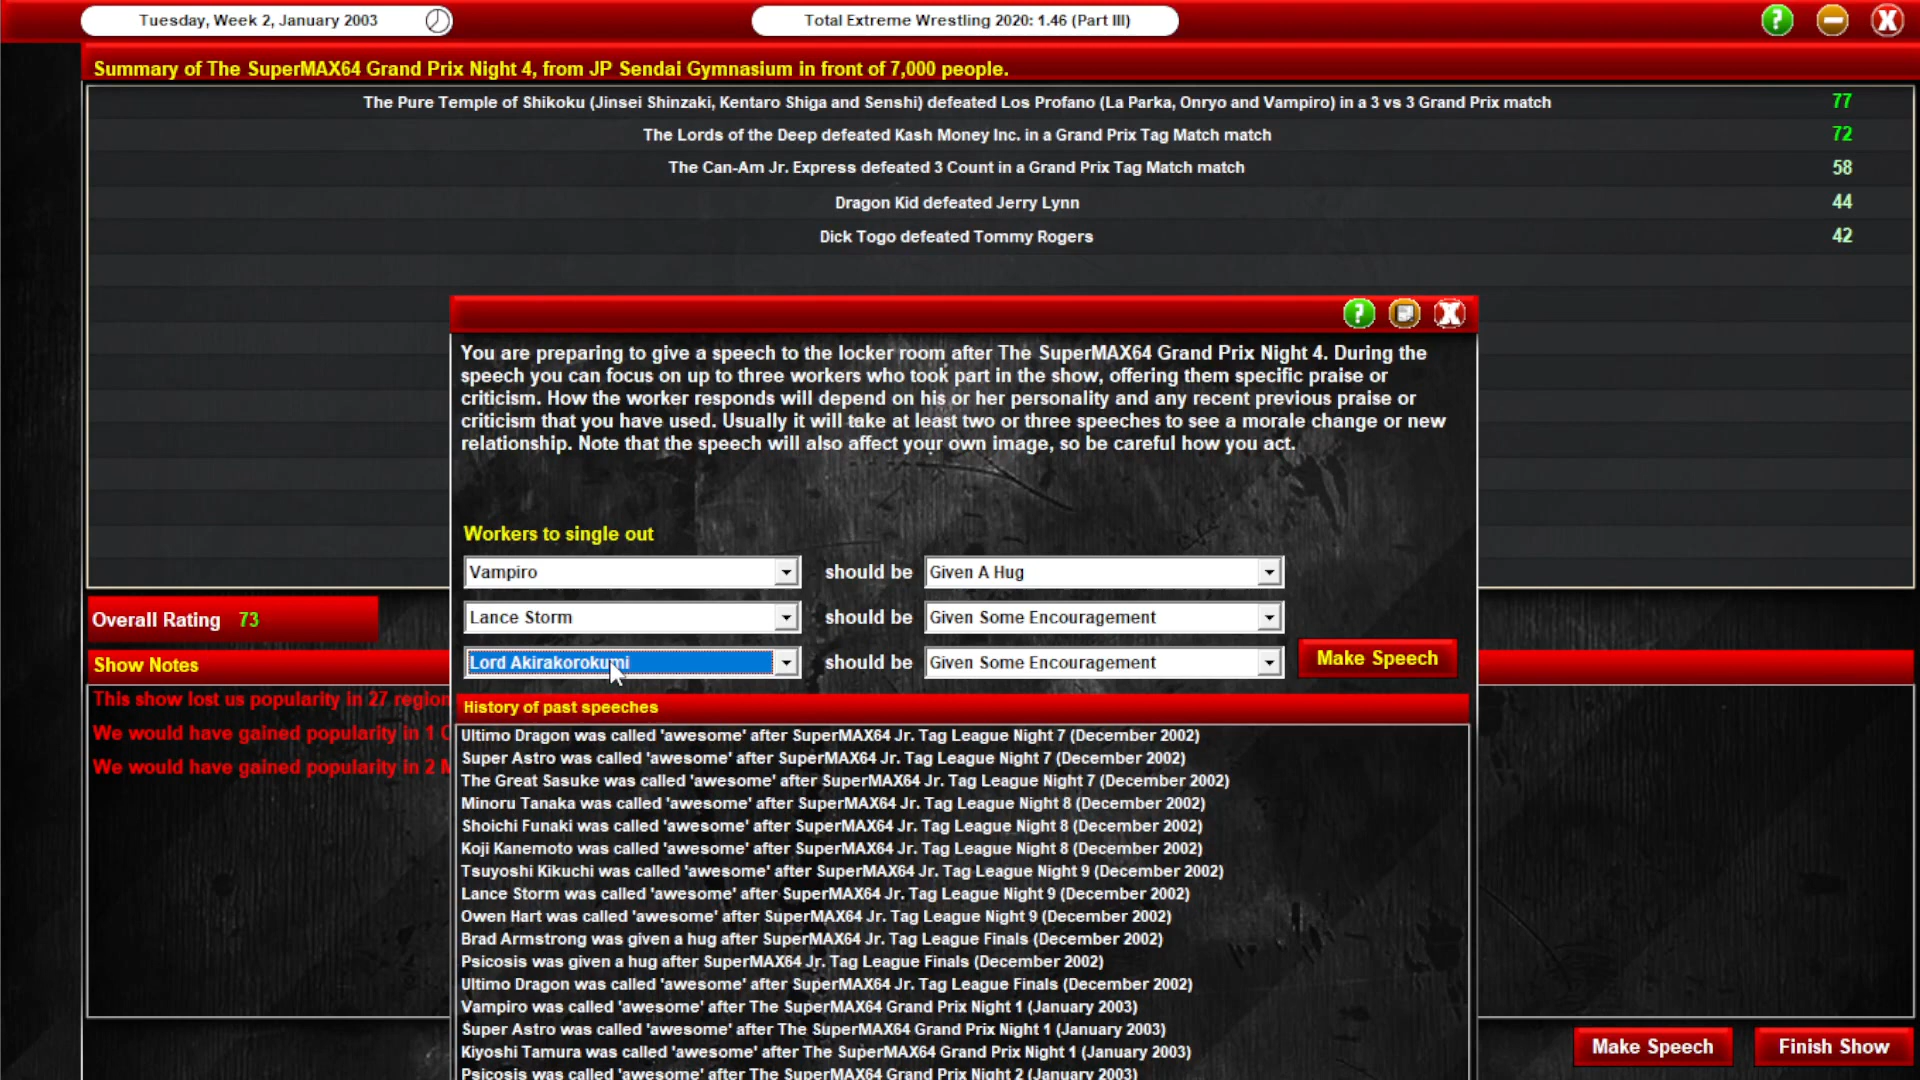 Tuesday, Week 2, January 2003
Total Extreme Wrestling 2020: 1.46 (Part III)
Summary of The SuperMAX64 Grand Prix Night 4, from JP Sendai Gymnasium in front of 7,000 people.
The Pure Temple of Shikoku (Jinsei Shinzaki, Kentaro Shiga and Senshi) defeated Los Profano (La Parka, Onryo and Vampiro) in a 3 vs 3 Grand Prix match 77
The Lords of the Deep defeated Kash Money Inc. in a Grand Prix Tag Match match 72
The Can-Am Jr. Express defeated 3 Count in a Grand Prix Tag Match match 58
Dragon Kid defeated Jerry Lynn 44
Dick Togo defeated Tommy Rogers 42
You are preparing to give a speech to the locker room after The SuperMAX64 Grand Prix Night 4. During the
speech you can focus on up to three workers who took part in the show, offering them specific praise or
criticism. How the worker responds will depend on his or her personality and any recent previous praise or
criticism that you have used. Usually it will take at least two or three speeches to see a morale change or new
relationship. Note that the speech will also affect your own image, so be careful how you act.
Workers to single out
Vampiro should be Given A Hug
Lance Storm should be Given Some Encouragement
Lord Akirakorokumi should be Given Some Encouragement
Make Speech
Overall Rating 73
Show Notes
This show lost us popularity in 27 region
We would have gained popularity in 1
We would have gained popularity in 2
History of past speeches
Ultimo Dragon was called 'awesome' after SuperMAX64 Jr. Tag League Night 7 (December 2002)
Super Astro was called 'awesome' after SuperMAX64 Jr. Tag League Night 7 (December 2002)
The Great Sasuke was called 'awesome' after SuperMAX64 Jr. Tag League Night 7 (December 2002)
Minoru Tanaka was called 'awesome' after SuperMAX64 Jr. Tag League Night 8 (December 2002)
Shoichi Funaki was called 'awesome' after SuperMAX64 Jr. Tag League Night 8 (December 2002)
Koji Kanemoto was called 'awesome' after SuperMAX64 Jr. Tag League Night 8 (December 2002)
Tsuyoshi Kikuchi was called 'awesome' after SuperMAX64 Jr. Tag League Night 9 (December 2002)
Lance Storm was called 'awesome' after SuperMAX64 Jr. Tag League Night 9 (December 2002)
Owen Hart was called 'awesome' after SuperMAX64 Jr. Tag League Night 9 (December 2002)
Brad Armstrong was given a hug after SuperMAX64 Jr. Tag League Finals (December 2002)
Psicosis was given a hug after SuperMAX64 Jr. Tag League Finals (December 2002)
Ultimo Dragon was called 'awesome' after SuperMAX64 Jr. Tag League Finals (December 2002)
Vampiro was called 'awesome' after The SuperMAX64 Grand Prix Night 1 (January 2003)
Super Astro was called 'awesome' after The SuperMAX64 Grand Prix Night 1 (January 2003)
Kiyoshi Tamura was called 'awesome' after The SuperMAX64 Grand Prix Night 1 (January 2003)
Psicosis was called 'awesome' after The SuperMAX64 Grand Prix Night 2 (January 2003)
Make Speech
Finish Show